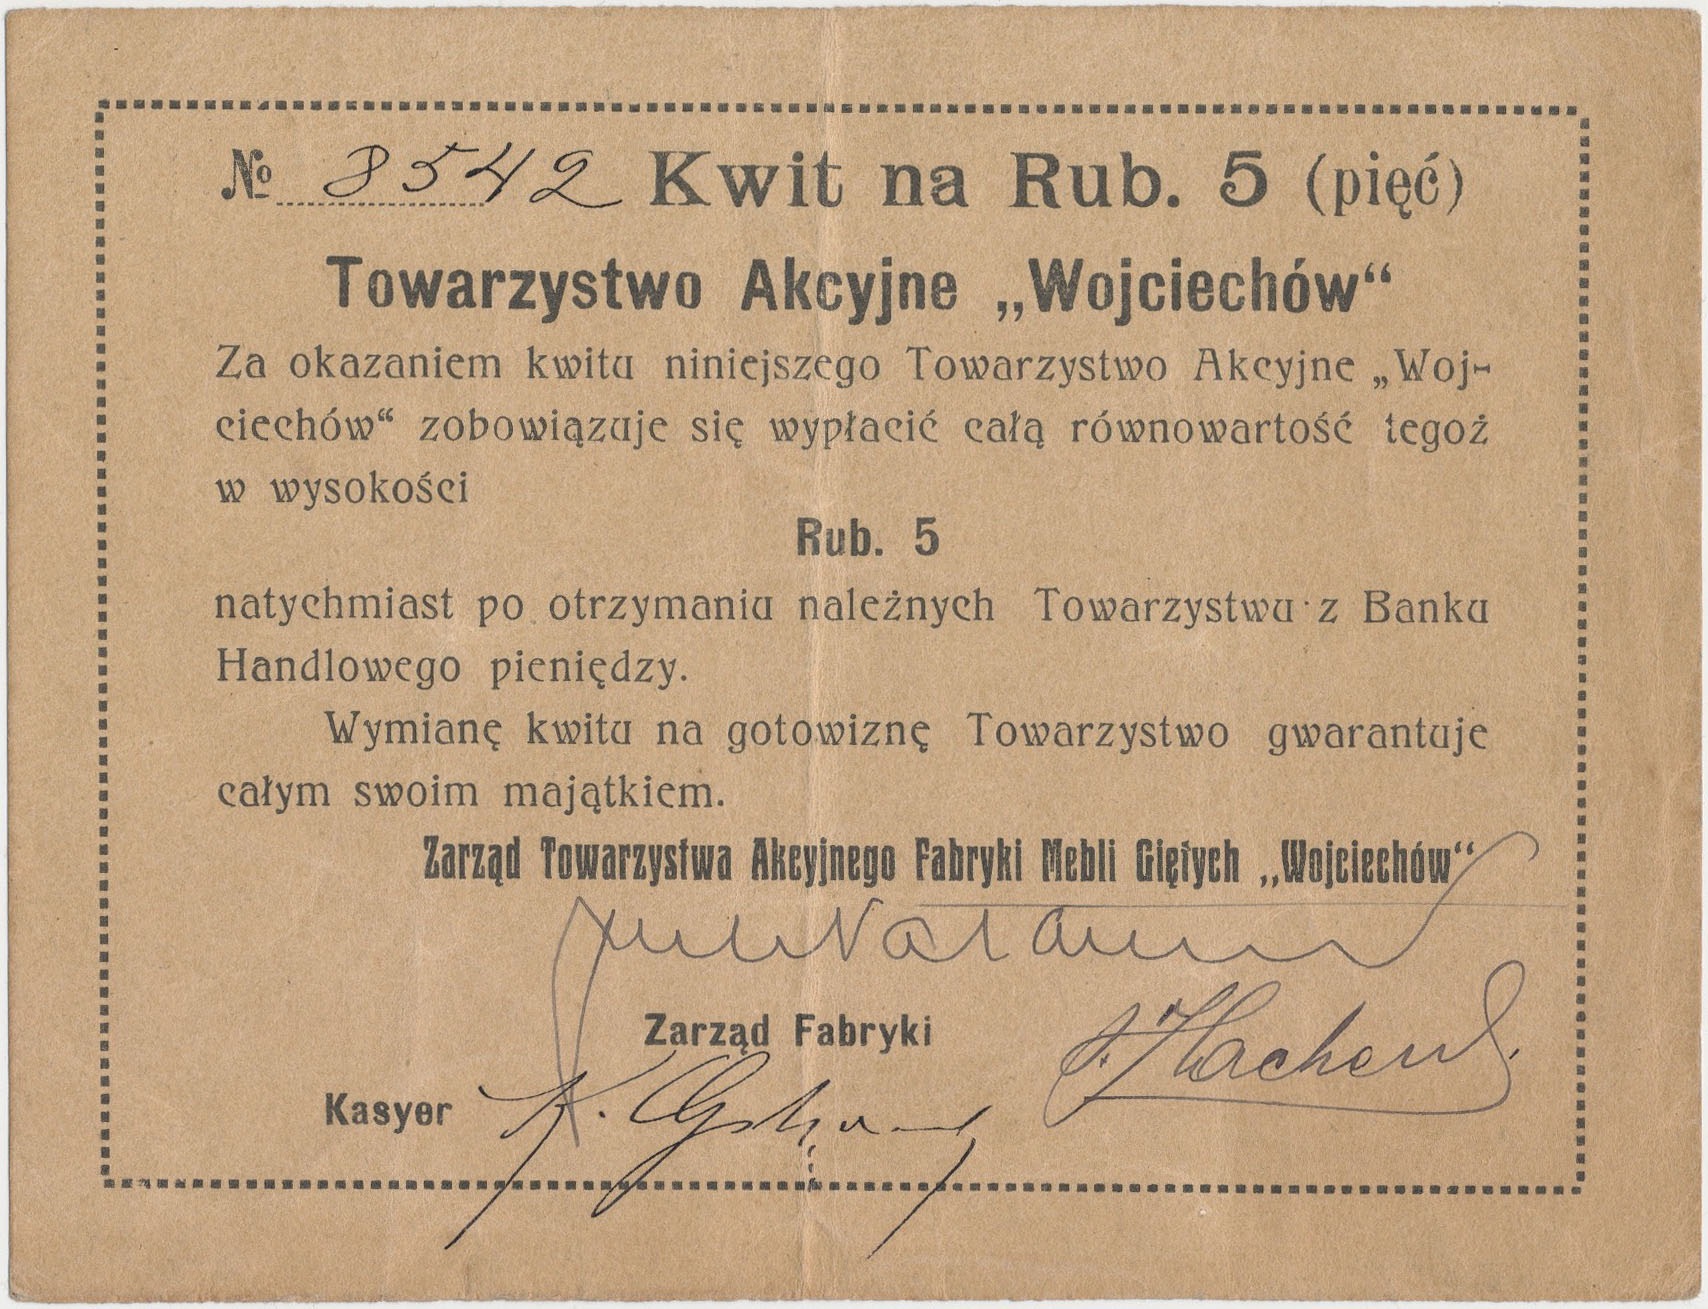 № 8542 Kwit na Rub. 5 (pięć)
Towarzystwo Akcyjne „Wojciechów“
Za okazaniem kwitu niniejszego Towarzystwo Akcyjne „Woj-
ciechów“ zobowiązuje się wypłacić całą równowartość tegoż
w wysokości
Rub. 5
natychmiast po otrzymaniu należnych Towarzystwu z Banku
Handlowego pieniędzy.
Wymianę kwitu na gotowiznę Towarzystwo gwarantuje
całym swoim majątkiem.
Zarząd Towarzystwa Akcyjnego Fabryki Mebli Giętych „Wojciechów“
Zarząd Fabryki
Kasyer